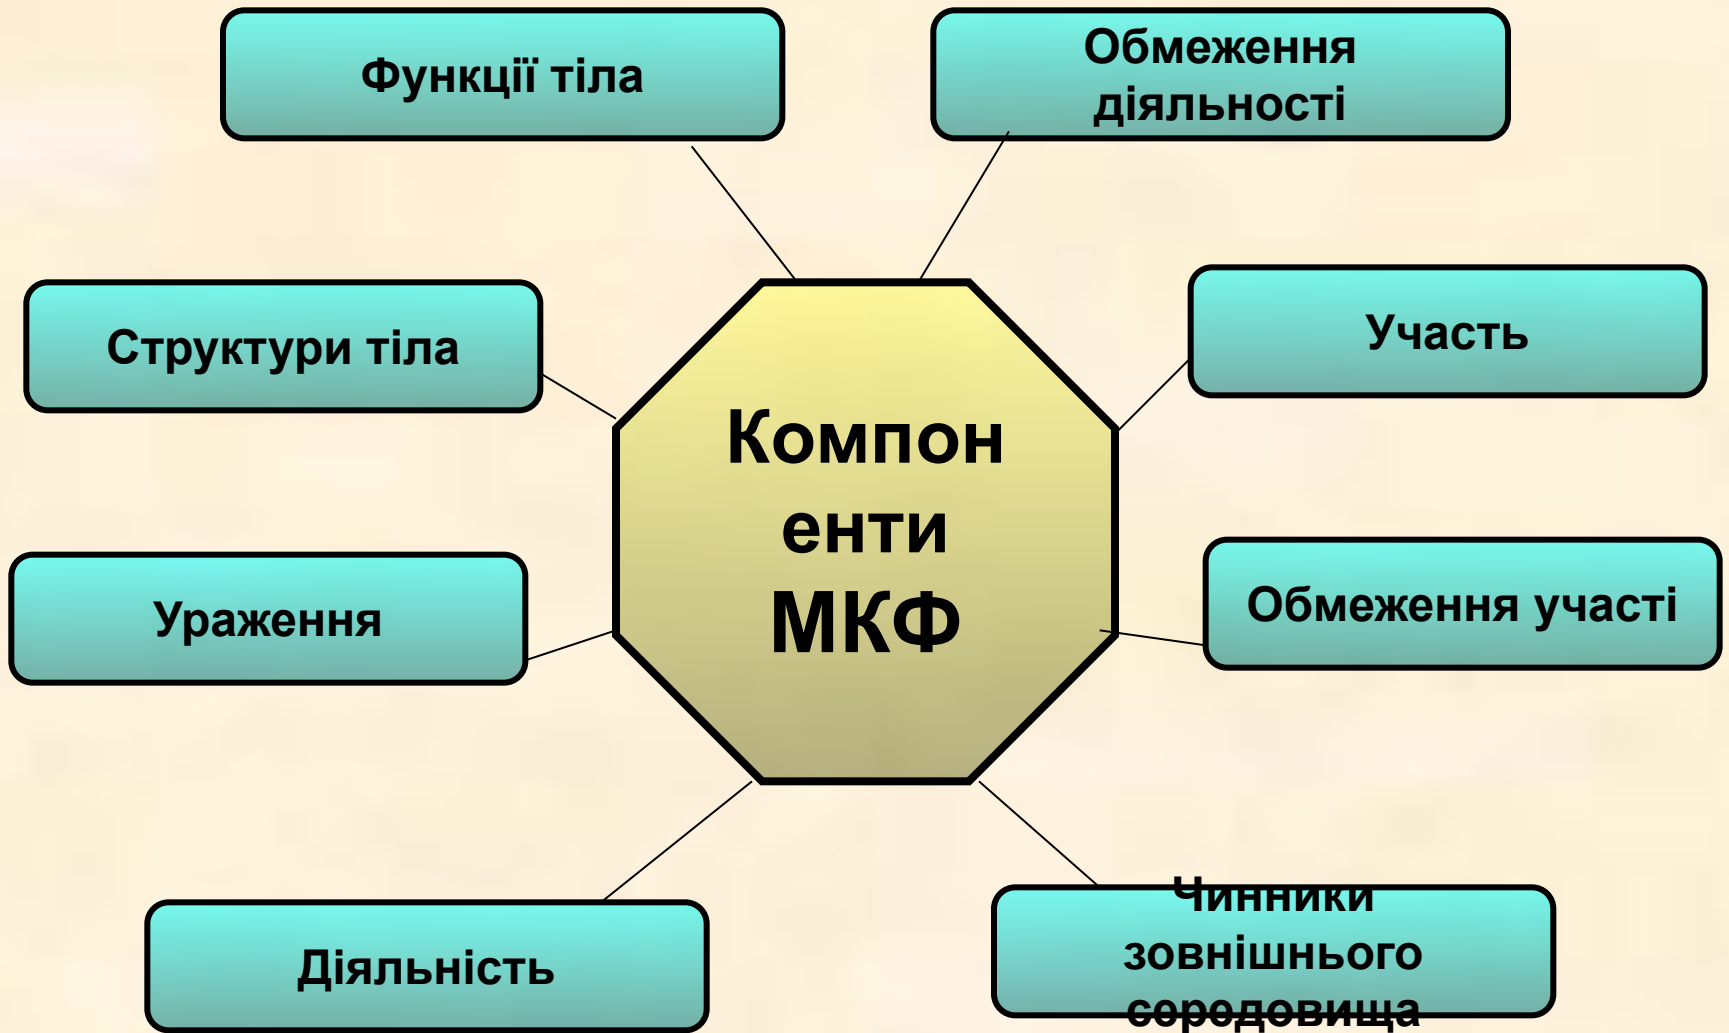 Функції тіла
Обмеження
діяльності
Структури тіла
Участь
Компон
енти
МКФ
Ураження
Обмеження участі
Діяльність
Чинники
зовнішнього
середовища